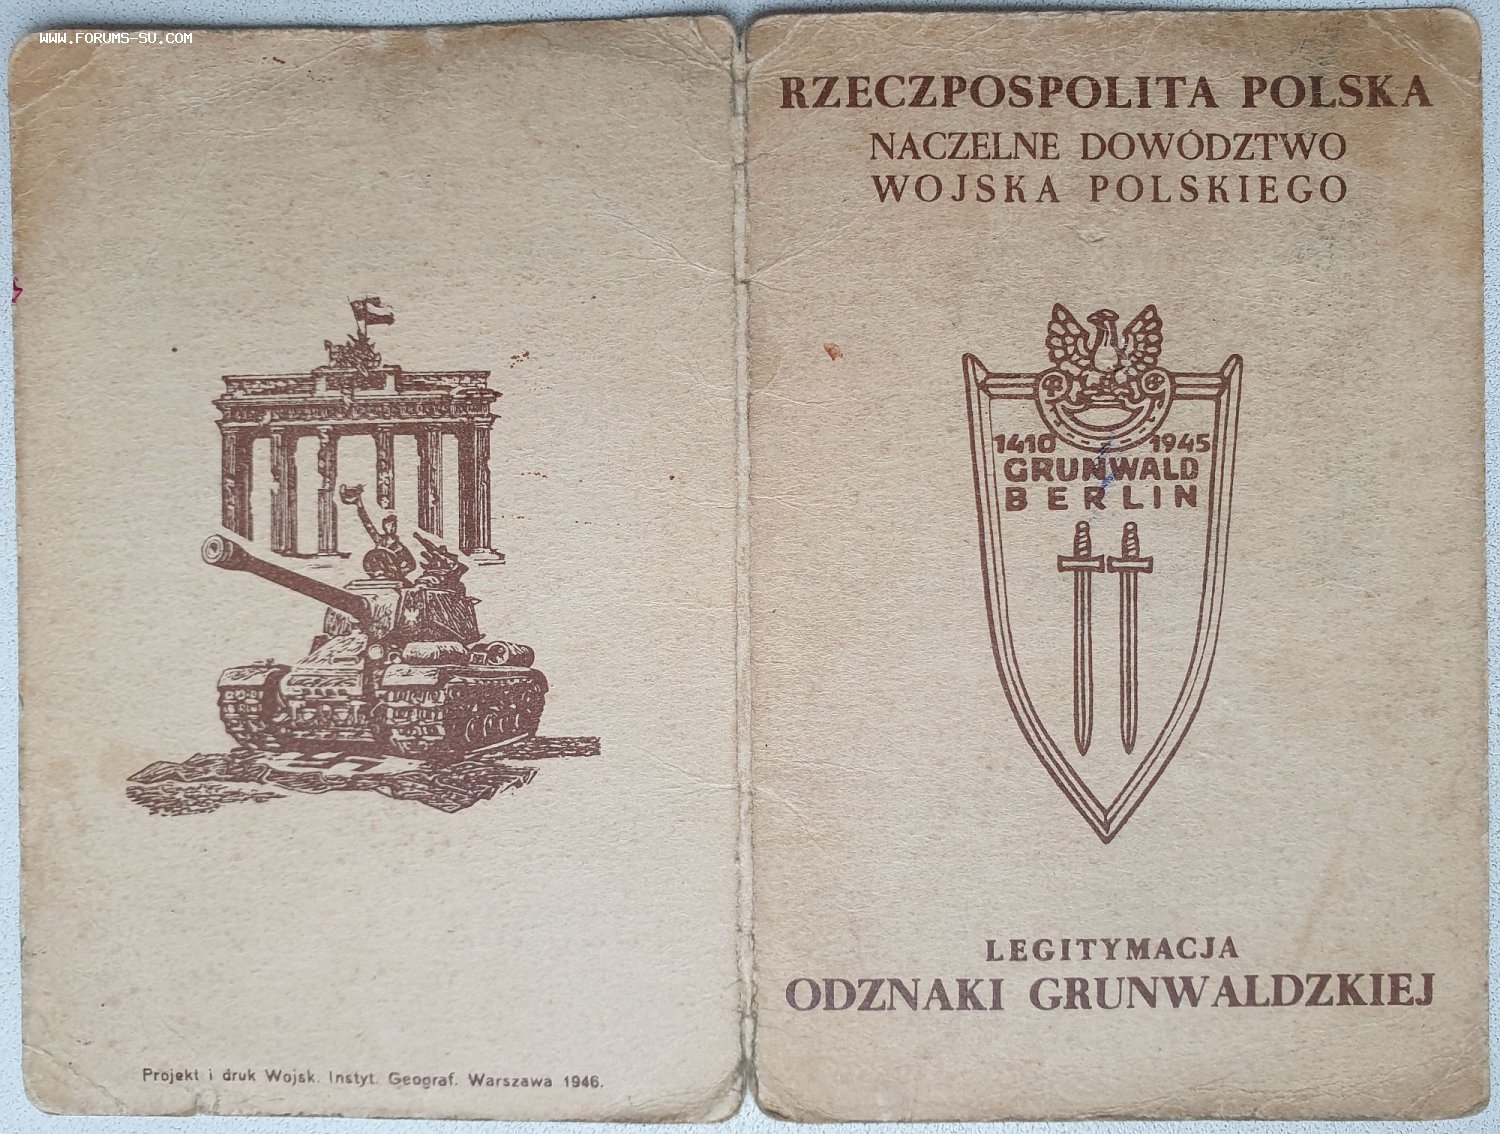 www.forums-su.com
Projekt i druk Wojsk. Instyt. Geograf. Warszawa 1946.
RZECZPOSPOLITA POLSKA
NACZELNE DOWÓDZTWO
WOJSKA POLSKIEGO
1410 1945
GRUNWALD
BERLIN
LEGITYMACJA
ODZNAKI GRUNWALDZKIEJ